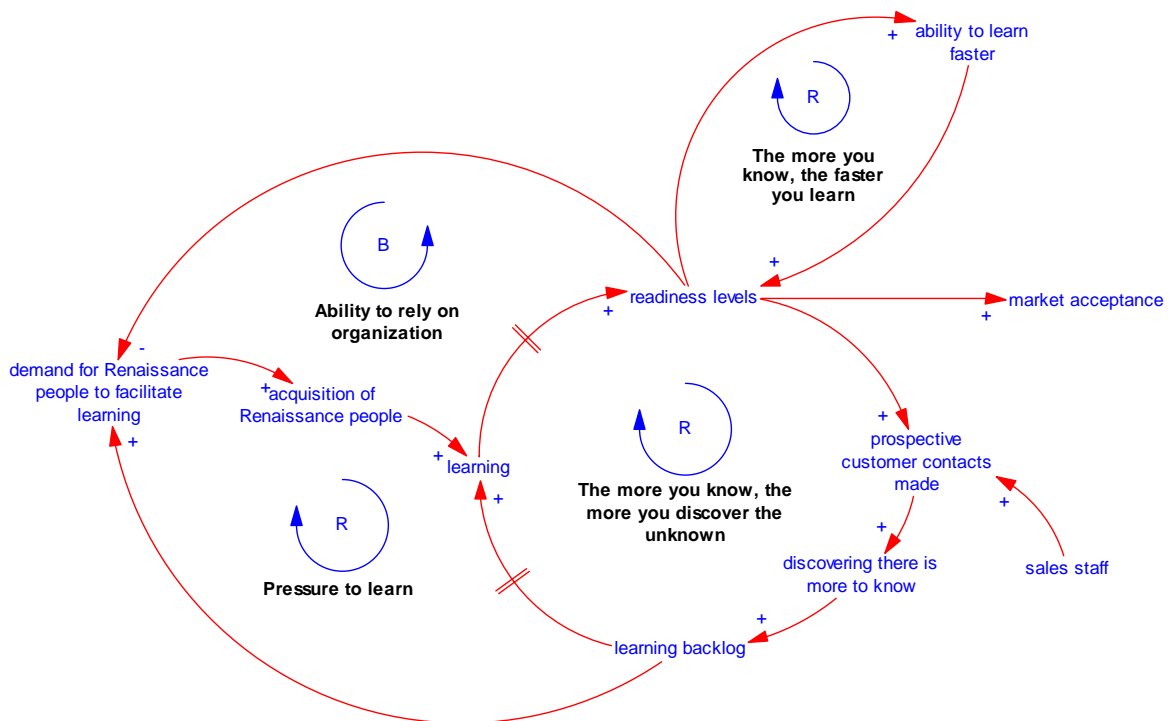 ability to learn
faster
+
R
The more you
know, the faster
you learn
+
B
Ability to rely on
organization
readiness levels
+
market acceptance
+
-
demand for Renaissance
people to facilitate
learning
+
+
acquisition of
Renaissance people
+
learning
+
R
The more you know, the
more you discover the
unknown
+
prospective
customer contacts
made
+
+
R
Pressure to learn
discovering there is
more to know
sales staff
+
learning backlog